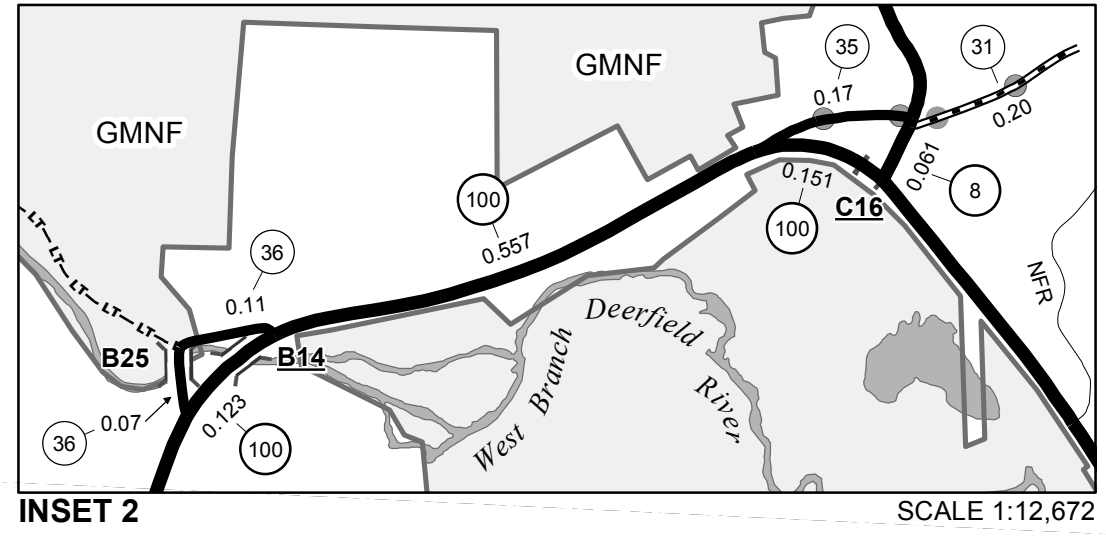 GMNF
GMNF
35
31
0.17
0.20
0.061
8
0.151
C16
100
100
0.557
NFR
36
0.11
LT LT LT LT
B25
B14
West Branch Deerfield River
36
0.07
0.123
100
INSET 2
SCALE 1:12,672